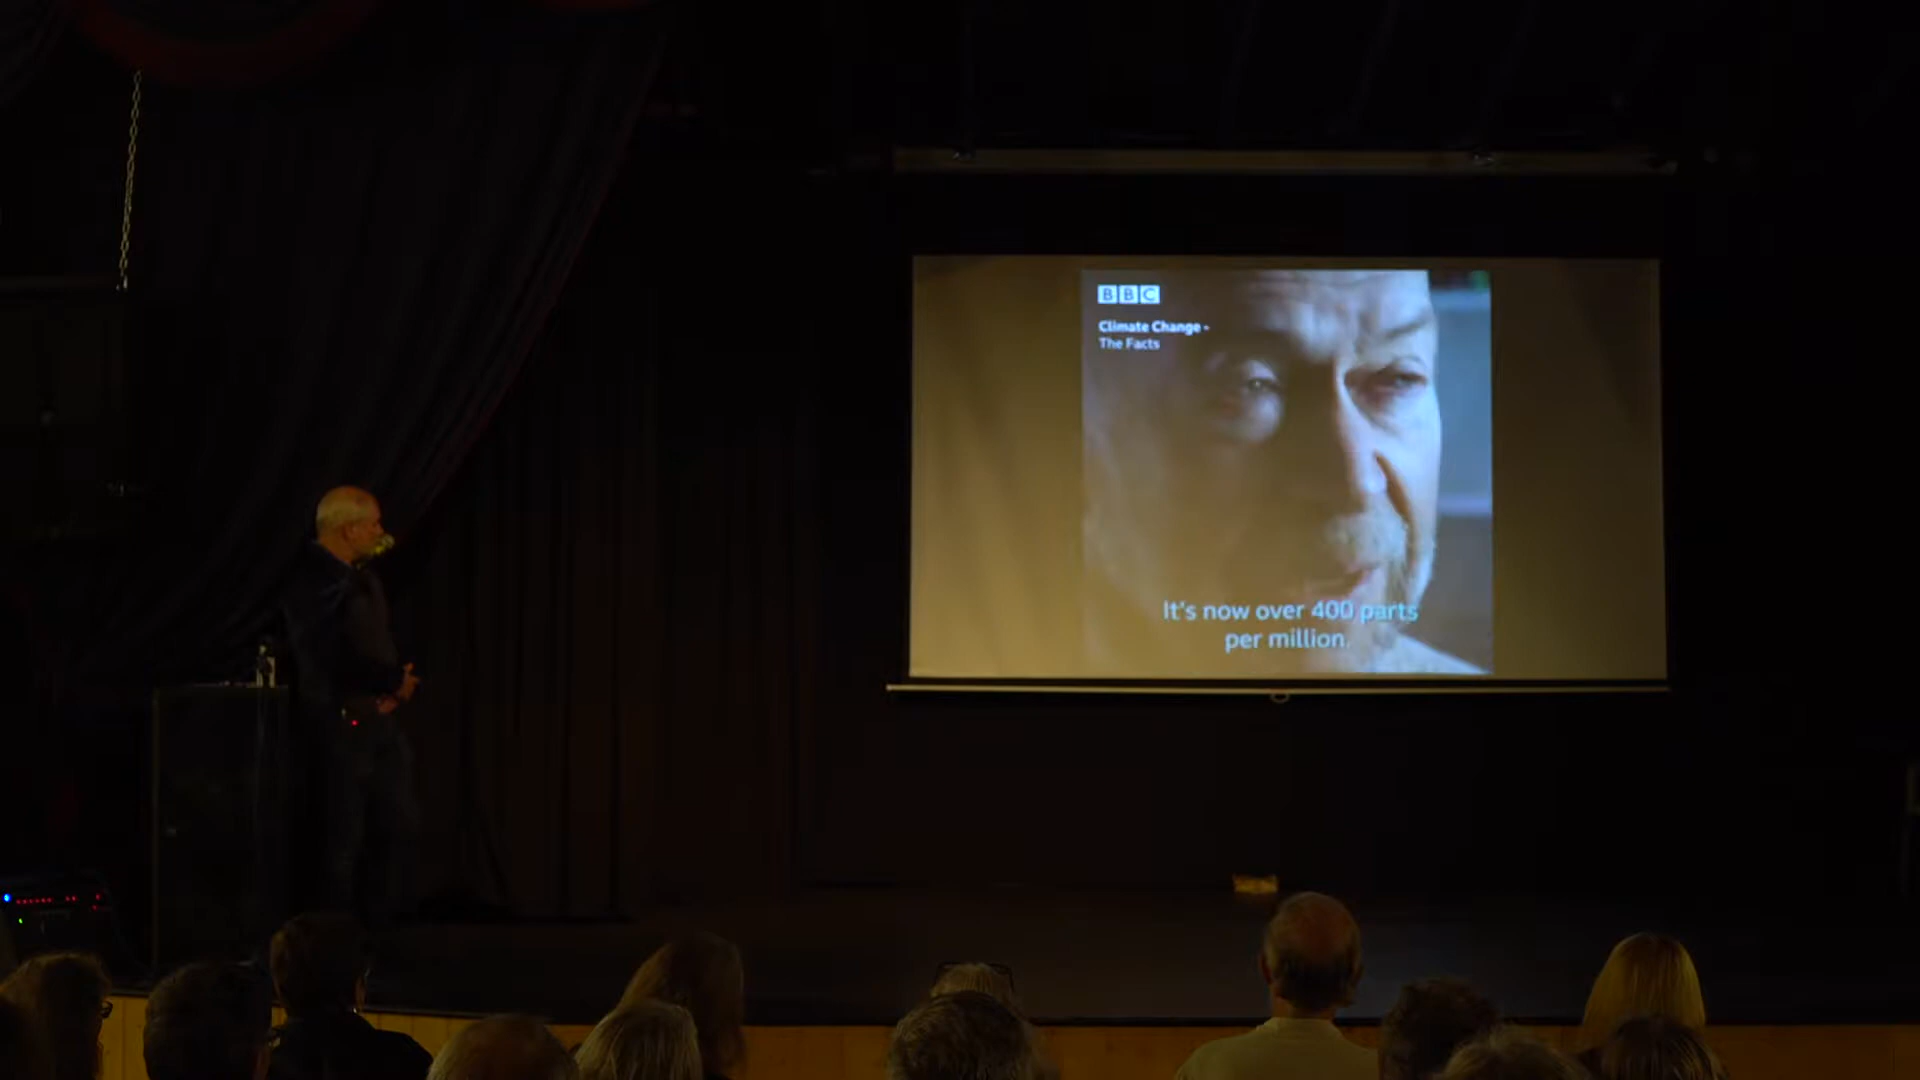 BBC
Climate Change -
The Facts
It's now over 400 parts
per million.